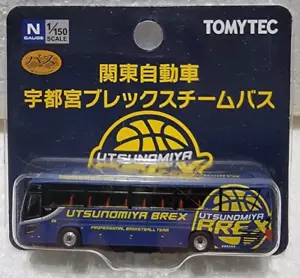 N
GAUGE
1/150
SCALE
TOMYTEC
バス
関東自動車
宇都宮ブレックスチームバス
UTSUNOMIYA
BREX
UTSUNOMIYA BREX
PROFESSIONAL BASKETBALL TEAM
UTSUNOMIYA
BREX